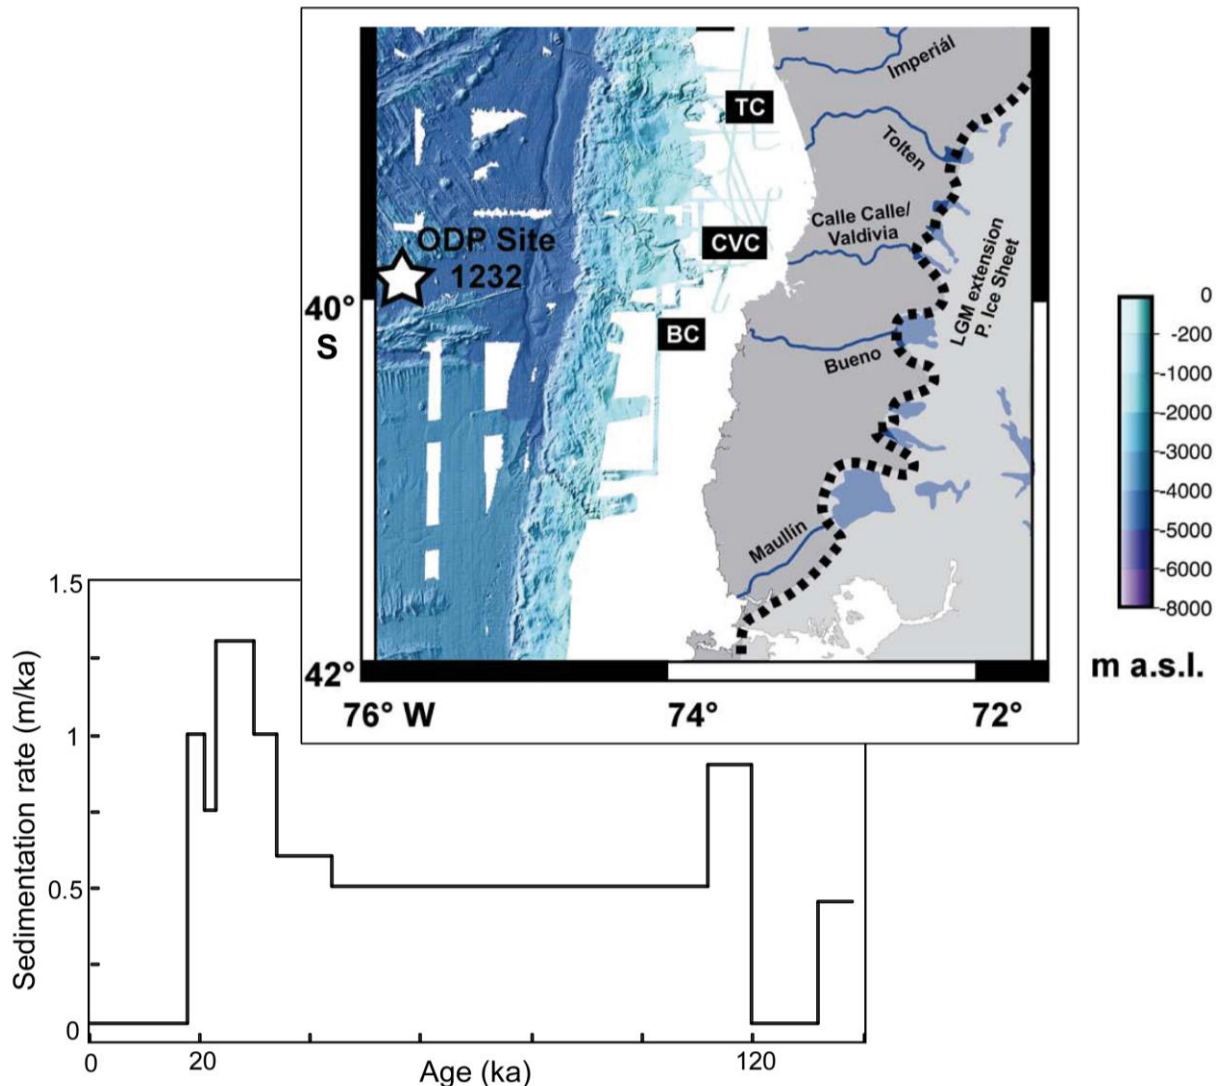 Imperiál
TC
Tolten
Calle Calle/
Valdivia
CVC
ODP Site
1232
LGM extension
P. Ice Sheet
BC
Bueno
Maullín
40°
S
42°
76° W
74°
72°
0
-200
-1000
-2000
-3000
-4000
-5000
-6000
-8000
m a.s.l.
1.5
1
0.5
0
Sedimentation rate (m/ka)
0
20
120
Age (ka)